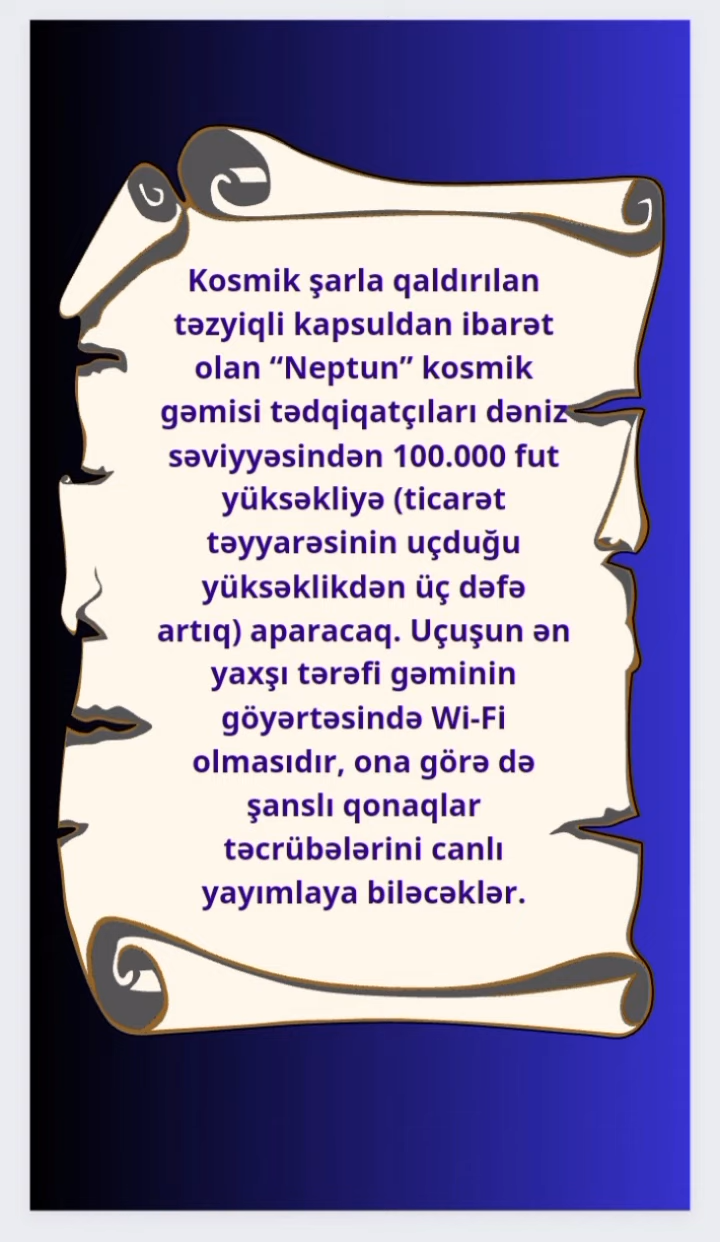 Kosmik şarla qaldırılan
təzyiqli kapsuldan ibarət
olan “Neptun” kosmik
gəmisi tədqiqatçıları dəniz
səviyyəsindən 100.000 fut
yüksəkliyə (ticarət
təyyarəsinin uçduğu
yüksəklikdən üç dəfə
artıq) aparacaq. Uçuşun ən
yaxşı tərəfi gəminin
göyərtəsində Wi-Fi
olmasıdır, ona görə də
şanslı qonaqlar
təcrübələrini canlı
yayımlaya biləcəklər.